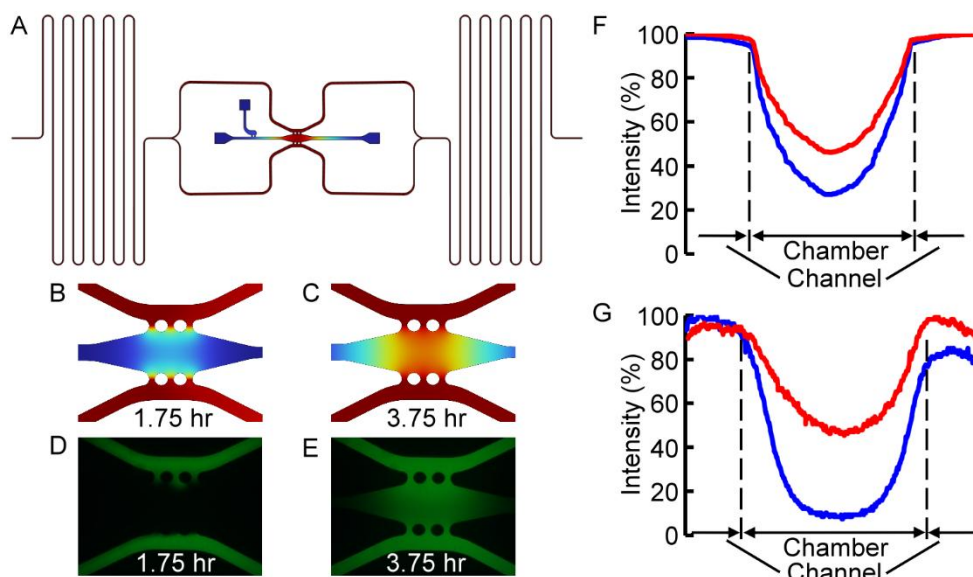 A
B
1.75 hr
C
3.75 hr
D
1.75 hr
E
3.75 hr
F
Intensity (%)
100
80
60
40
20
0
Chamber
Channel
G
Intensity (%)
100
80
60
40
20
0
Chamber
Channel